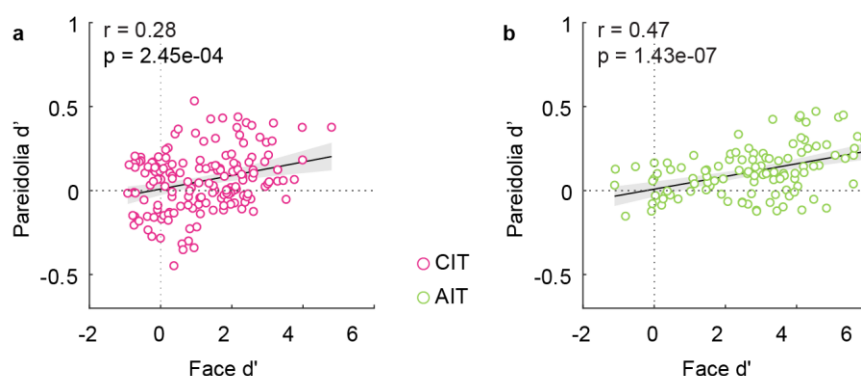 a
r = 0.28
p = 2.45e-04
1
0.5
0
-0.5
Pareidolia d'
-2 0 2 4 6
Face d'
CIT
AIT
b
r = 0.47
p = 1.43e-07
1
0.5
0
-0.5
Pareidolia d'
-2 0 2 4 6
Face d'